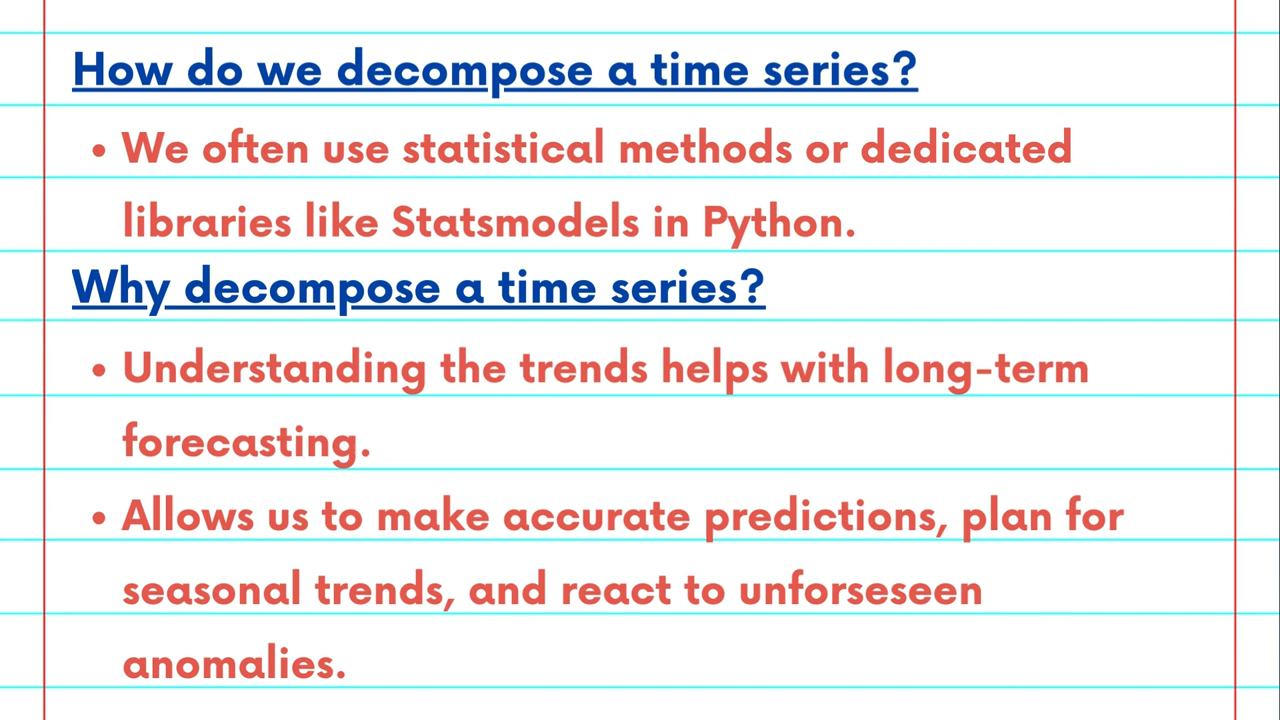 How do we decompose a time series?
• We often use statistical methods or dedicated
libraries like Statsmodels in Python.
Why decompose a time series?
• Understanding the trends helps with long-term
forecasting.
• Allows us to make accurate predictions, plan for
seasonal trends, and react to unforseseen
anomalies.